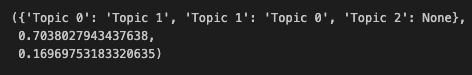 ({'Topic 0': 'Topic 1', 'Topic 1': 'Topic 0', 'Topic 2': None},
0.7038027943437638,
0.16969753183320635)